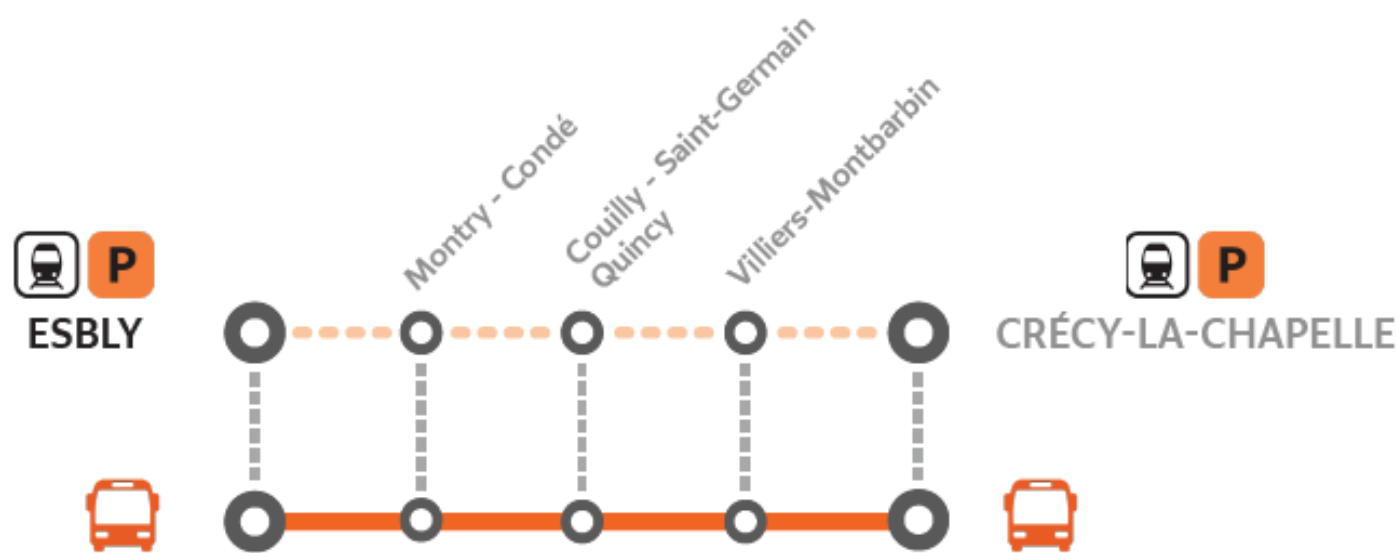 Montry - Condé
Couilly - Saint-Germain
Quincy
Villiers-Montbarbin
P
ESBLY
P
CRÉCY-LA-CHAPELLE